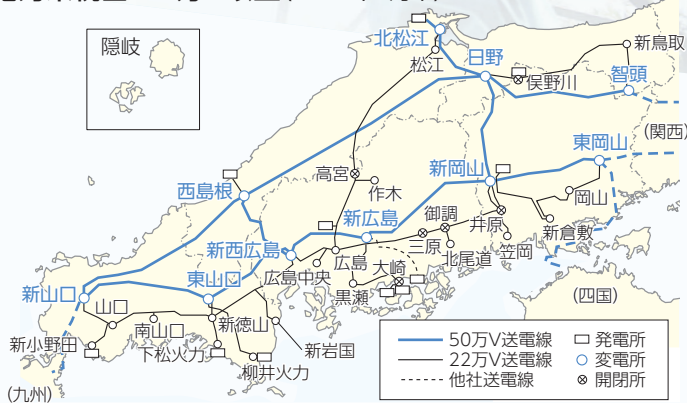 隠岐
北松江
松江
日野
新鳥取
智頭
俣野川
(関西)
東岡山
新岡山
岡山
高宮
作木
西島根
新広島
御調
井原
新倉敷
三原
北尾道
笠岡
新西広島
広島中央
広島
大崎
黒瀬
(四国)
新山口
東山口
山口
南山口
新徳山
新小野田
下松火力
新岩国
柳井火力
(九州)
50万V送電線
22万V送電線
他社送電線
発電所
変電所
開閉所